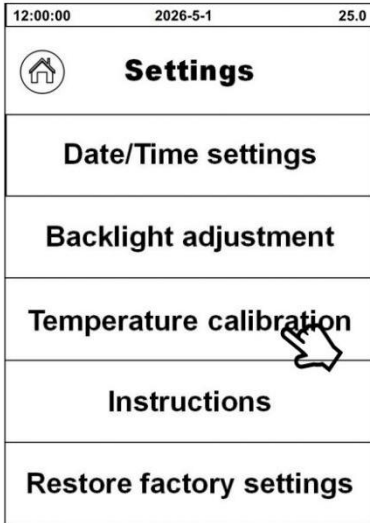 12:00:00 2026-5-1 25.0
Settings
Date/Time settings
Backlight adjustment
Temperature calibration
Instructions
Restore factory settings